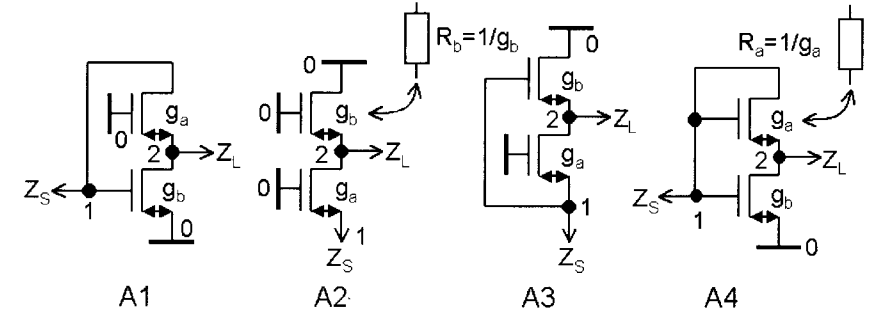 0
0
R_b=1/g_b
0
R_a=1/g_a
g_a
0
0
g_b
g_b
g_a
2
Z_L
2
Z_L
2
Z_L
2
Z_L
Z_S
1
g_b
0
g_a
g_a
Z_S
1
g_b
0
1
Z_S
1
Z_S
0
A1
A2
A3
A4